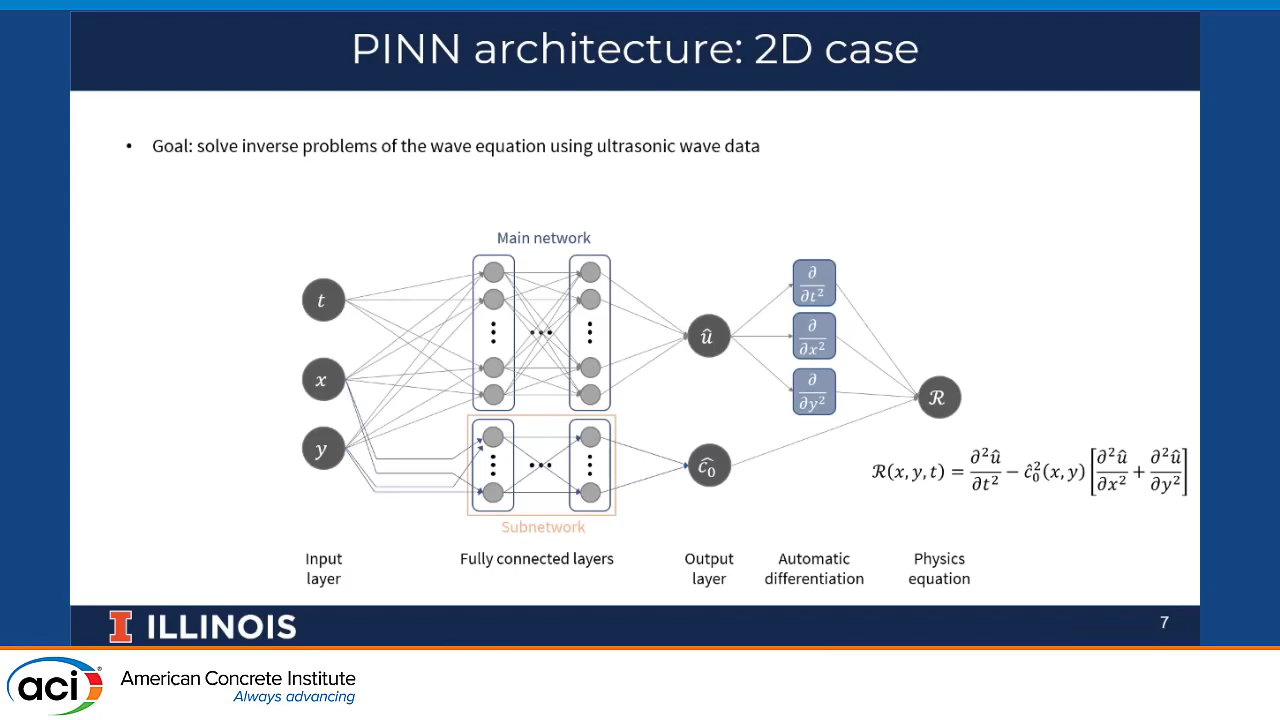 PINN architecture: 2D case
• Goal: solve inverse problems of the wave equation using ultrasonic wave data
Main network
t
x
y
û
ĉ₀
∂/∂t²
∂/∂x²
∂/∂y²
ℛ
ℛ(x, y, t) = ∂²û/∂t² − ĉ₀²(x, y) [∂²û/∂x² + ∂²û/∂y²]
Subnetwork
Input layer
Fully connected layers
Output layer
Automatic differentiation
Physics equation
I ILLINOIS
7
aci®
American Concrete Institute
Always advancing